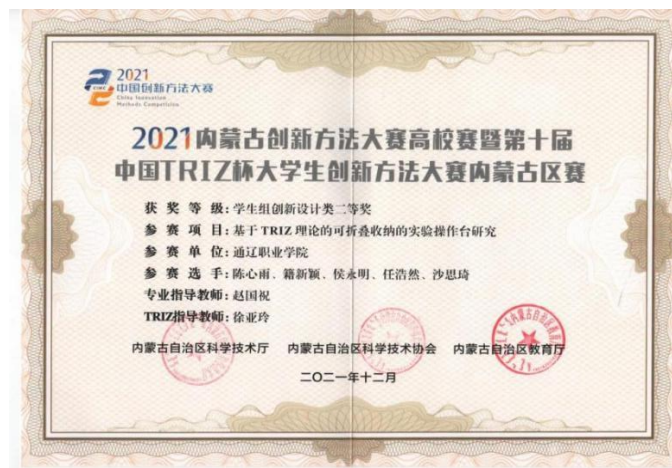 2021
中国创新方法大赛
China Innovation
Methods Competition
2021内蒙古创新方法大赛高校赛暨第十届
中国TRIZ杯大学生创新方法大赛内蒙古区赛
获奖等级:学生组创新设计类二等奖
参赛项目:基于TRIZ理论的可折叠收纳的实验操作台研究
参赛单位:通辽职业学院
参赛选手:陈心雨、籍新颖、侯永明、任浩然、沙思琦
专业指导教师:赵国祝
TRIZ指导教师:徐亚玲
内蒙古自治区科学技术厅 内蒙古自治区科学技术协会 内蒙古自治区教育厅
二〇二一年十二月